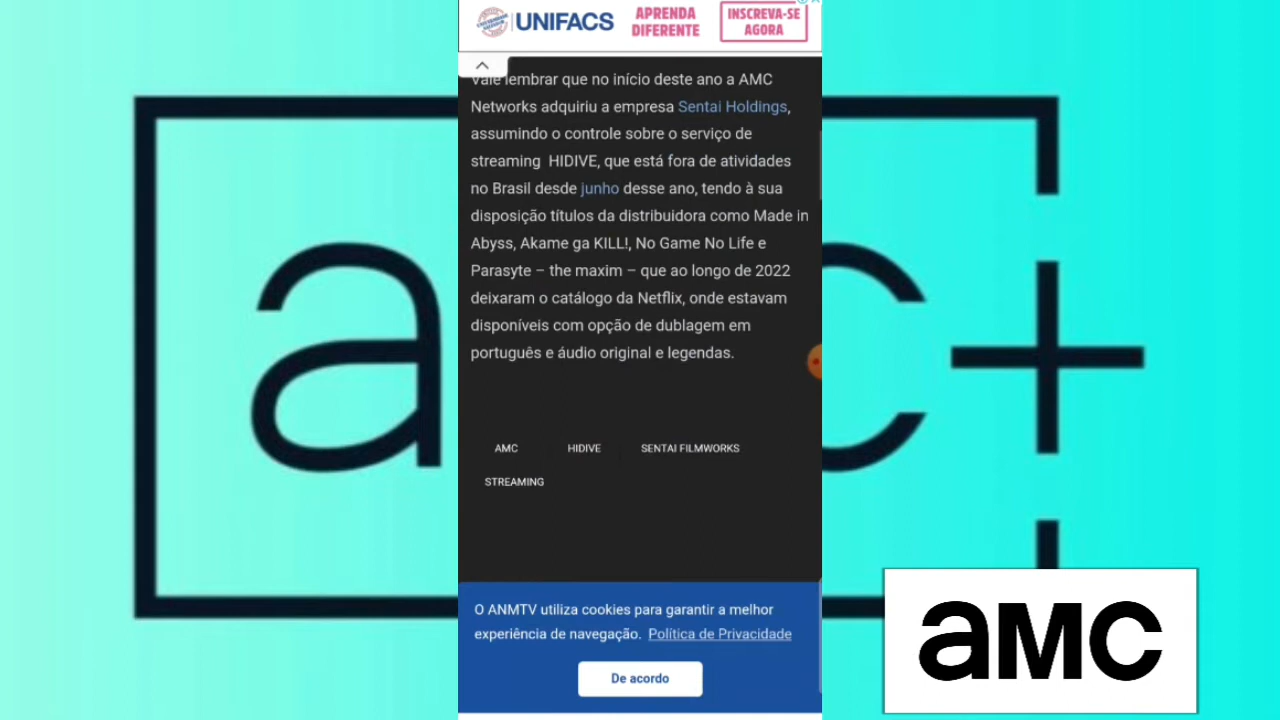 UNIFACS
APRENDA
DIFERENTE
INSCREVA-SE
AGORA
Vale lembrar que no início deste ano a AMC
Networks adquiriu a empresa Sentai Holdings,
assumindo o controle sobre o serviço de
streaming HIDIVE, que está fora de atividades
no Brasil desde junho desse ano, tendo à sua
disposição títulos da distribuidora como Made in
Abyss, Akame ga KILL!, No Game No Life e
Parasyte – the maxim – que ao longo de 2022
deixaram o catálogo da Netflix, onde estavam
disponíveis com opção de dublagem em
português e áudio original e legendas.
AMC HIDIVE SENTAI FILMWORKS
STREAMING
O ANMTV utiliza cookies para garantir a melhor
experiência de navegação. Política de Privacidade
De acordo
a c+
aMC